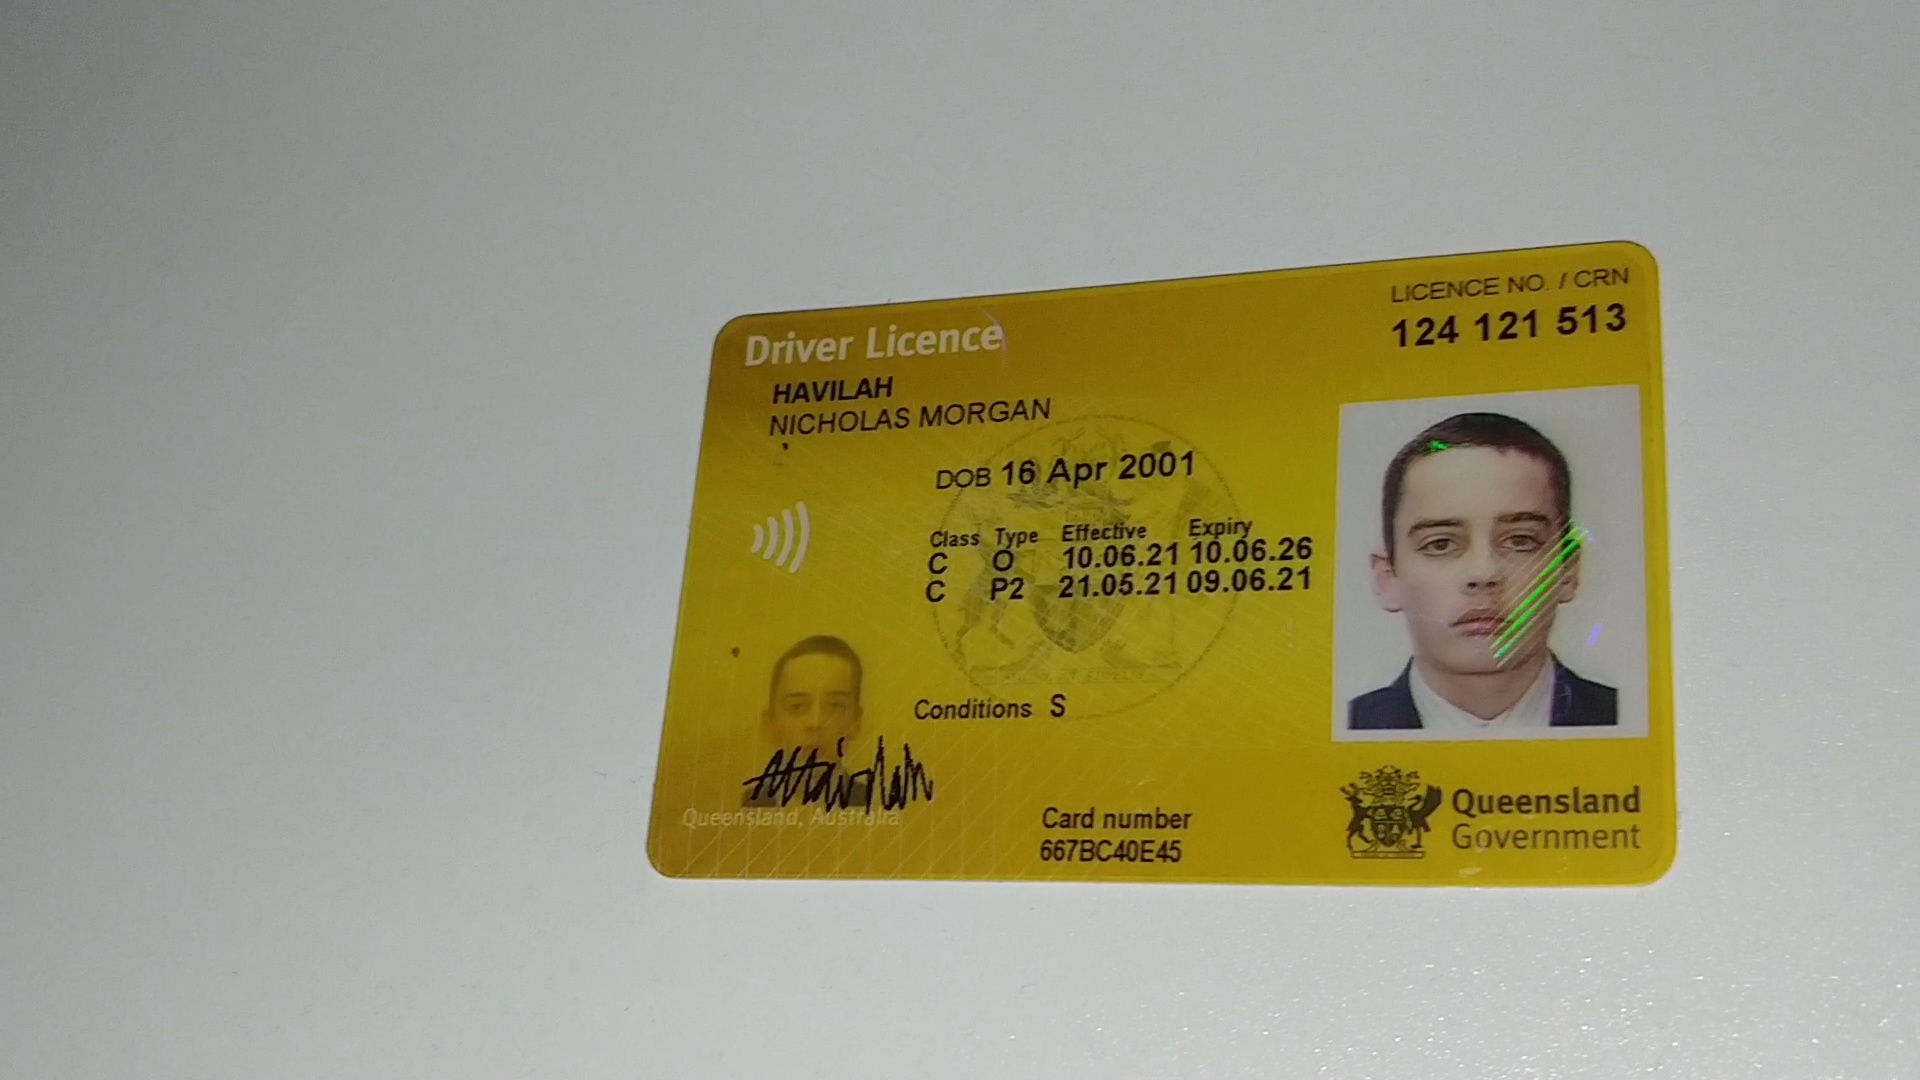 Driver Licence
LICENCE NO. / CRN
124 121 513
HAVILAH
NICHOLAS MORGAN
DOB 16 Apr 2001
Class Type Effective Expiry
C O 10.06.21 10.06.26
C P2 21.05.21 09.06.21
Conditions S
Queensland, Australia
Card number
667BC40E45
Queensland
Government